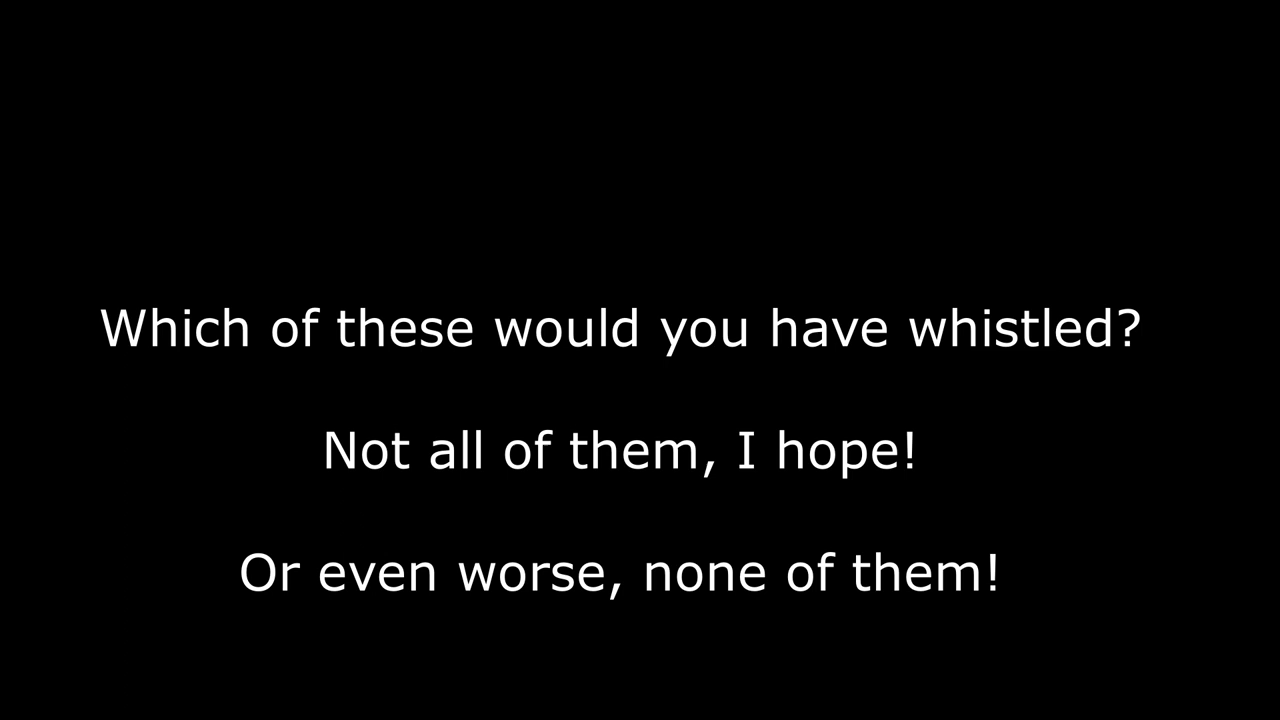 Which of these would you have whistled?
Not all of them, I hope!
Or even worse, none of them!